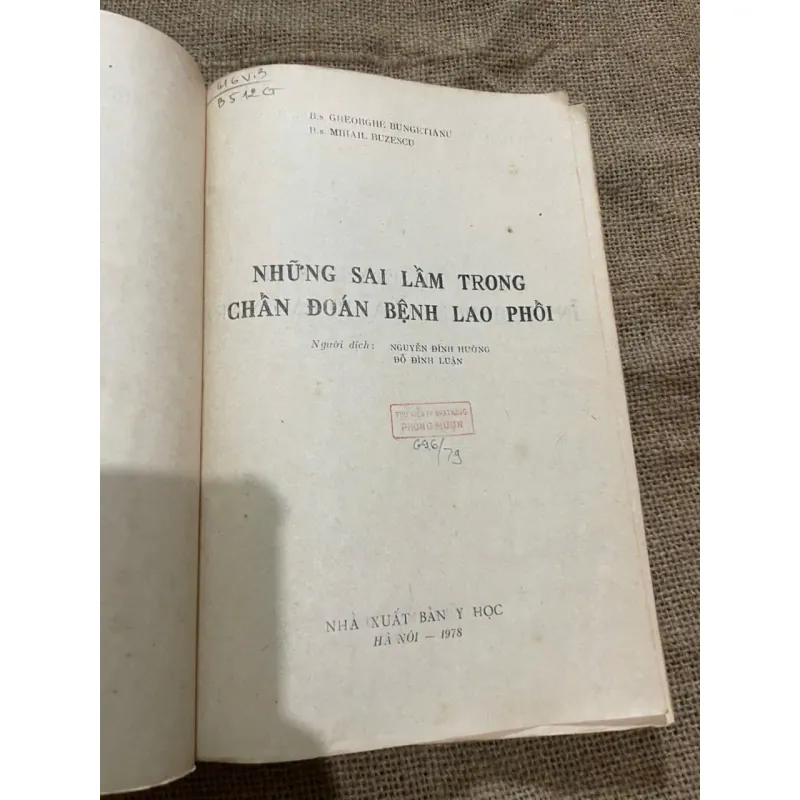 616V.3
B512G
B.s GHEORGHE BUNGETIANU
B.s. MIHAIL BUZESCU
NHỮNG SAI LẦM TRONG
CHẨN ĐOÁN BỆNH LAO PHỔI
Người dịch: NGUYỄN ĐÌNH HƯỜNG
ĐỖ ĐÌNH LUẬN
PHÒNG MƯỢN
696/79
NHÀ XUẤT BẢN Y HỌC
HÀ NỘI — 1978